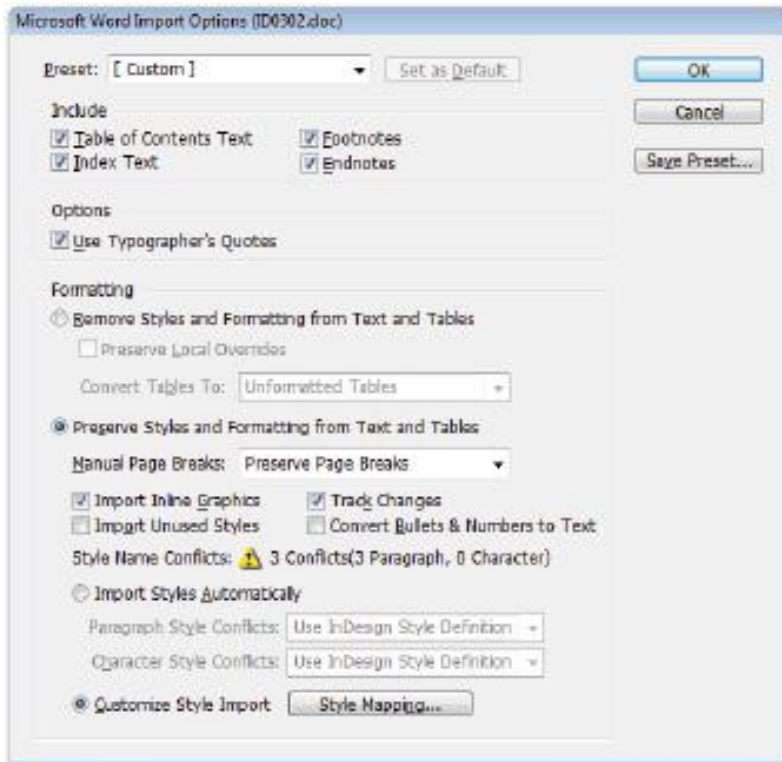 Microsoft Word Import Options (ID0302.doc)
Preset: [ Custom ] Set as Default OK
Include Cancel
Table of Contents Text Footnotes
Index Text Endnotes Save Preset...
Options
Use Typographer's Quotes
Formatting
Remove Styles and Formatting from Text and Tables
Preserve Local Overrides
Convert Tables To: Unformatted Tables
Preserve Styles and Formatting from Text and Tables
Manual Page Breaks: Preserve Page Breaks
Import Inline Graphics Track Changes
Import Unused Styles Convert Bullets & Numbers to Text
Style Name Conflicts: 3 Conflicts(3 Paragraph, 0 Character)
Import Styles Automatically
Paragraph Style Conflicts: Use InDesign Style Definition
Character Style Conflicts: Use InDesign Style Definition
Customize Style Import Style Mapping...